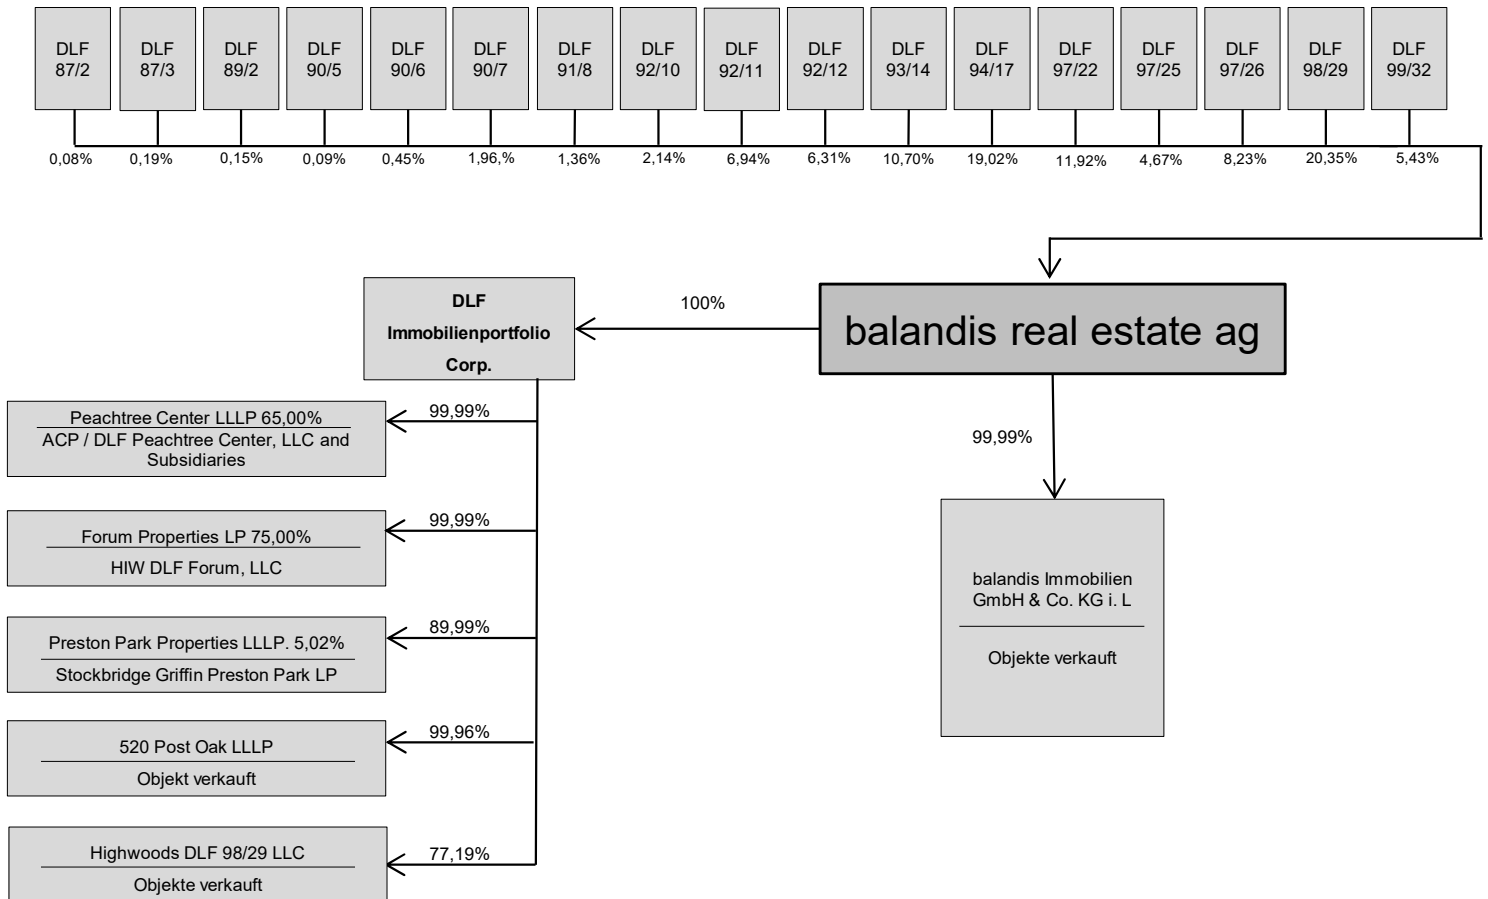 DLF
87/2
DLF
87/3
DLF
89/2
DLF
90/5
DLF
90/6
DLF
90/7
DLF
91/8
DLF
92/10
DLF
92/11
DLF
92/12
DLF
93/14
DLF
94/17
DLF
97/22
DLF
97/25
DLF
97/26
DLF
98/29
DLF
99/32
0,08%
0,19%
0,15%
0,09%
0,45%
1,96,%
1,36%
2,14%
6,94%
6,31%
10,70%
19,02%
11,92%
4,67%
8,23%
20,35%
5,43%
DLF
Immobilienportfolio
Corp.
100%
balandis real estate ag
Peachtree Center LLLP 65,00%
ACP / DLF Peachtree Center, LLC and
Subsidiaries
99,99%
99,99%
Forum Properties LP 75,00%
HIW DLF Forum, LLC
99,99%
balandis Immobilien
GmbH & Co. KG i. L
Objekte verkauft
Preston Park Properties LLLP. 5,02%
Stockbridge Griffin Preston Park LP
89,99%
520 Post Oak LLLP
Objekt verkauft
99,96%
Highwoods DLF 98/29 LLC
Objekte verkauft
77,19%